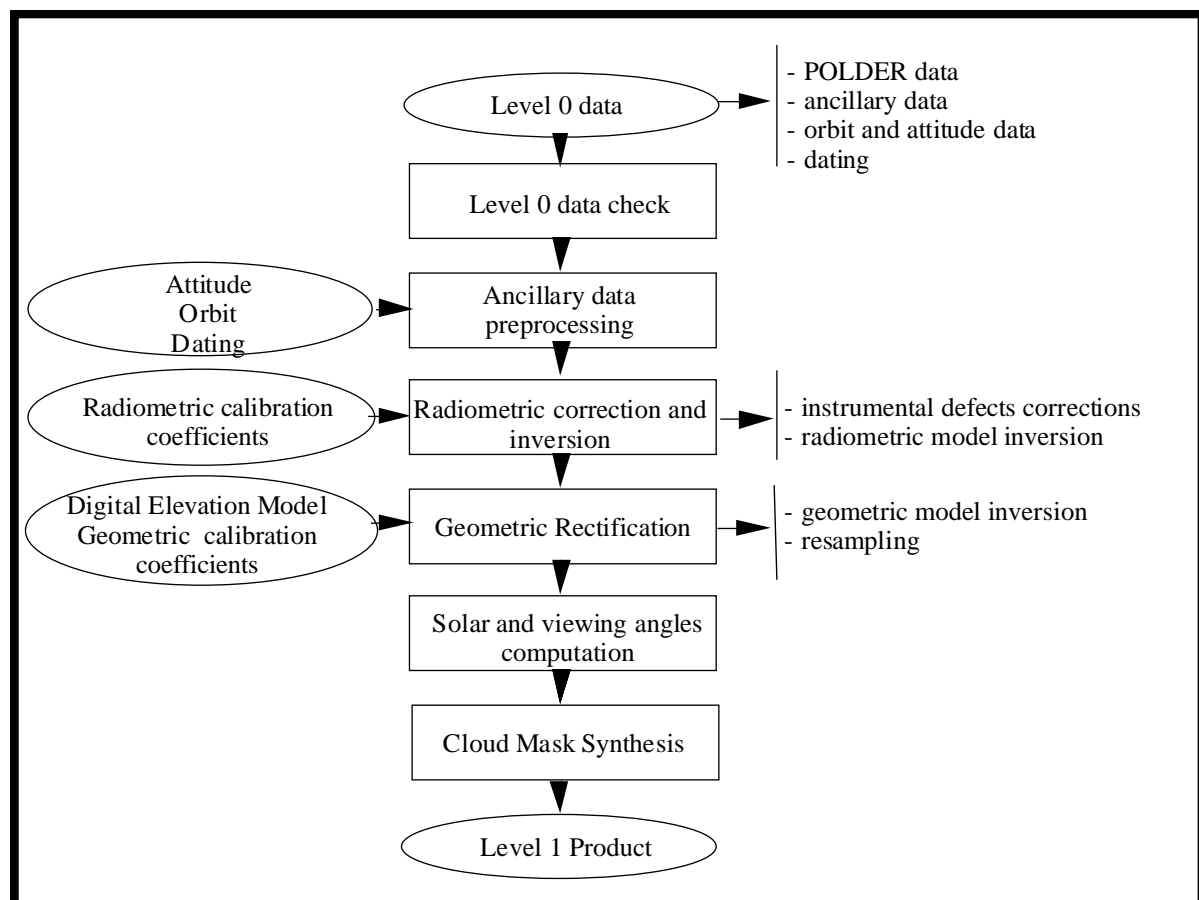 Level 0 data
- POLDER data
- ancillary data
- orbit and attitude data
- dating
Level 0 data check
Attitude
Orbit
Dating
Ancillary data
preprocessing
Radiometric calibration
coefficients
Radiometric correction and
inversion
- instrumental defects corrections
- radiometric model inversion
Digital Elevation Model
Geometric calibration
coefficients
Geometric Rectification
- geometric model inversion
- resampling
Solar and viewing angles
computation
Cloud Mask Synthesis
Level 1 Product